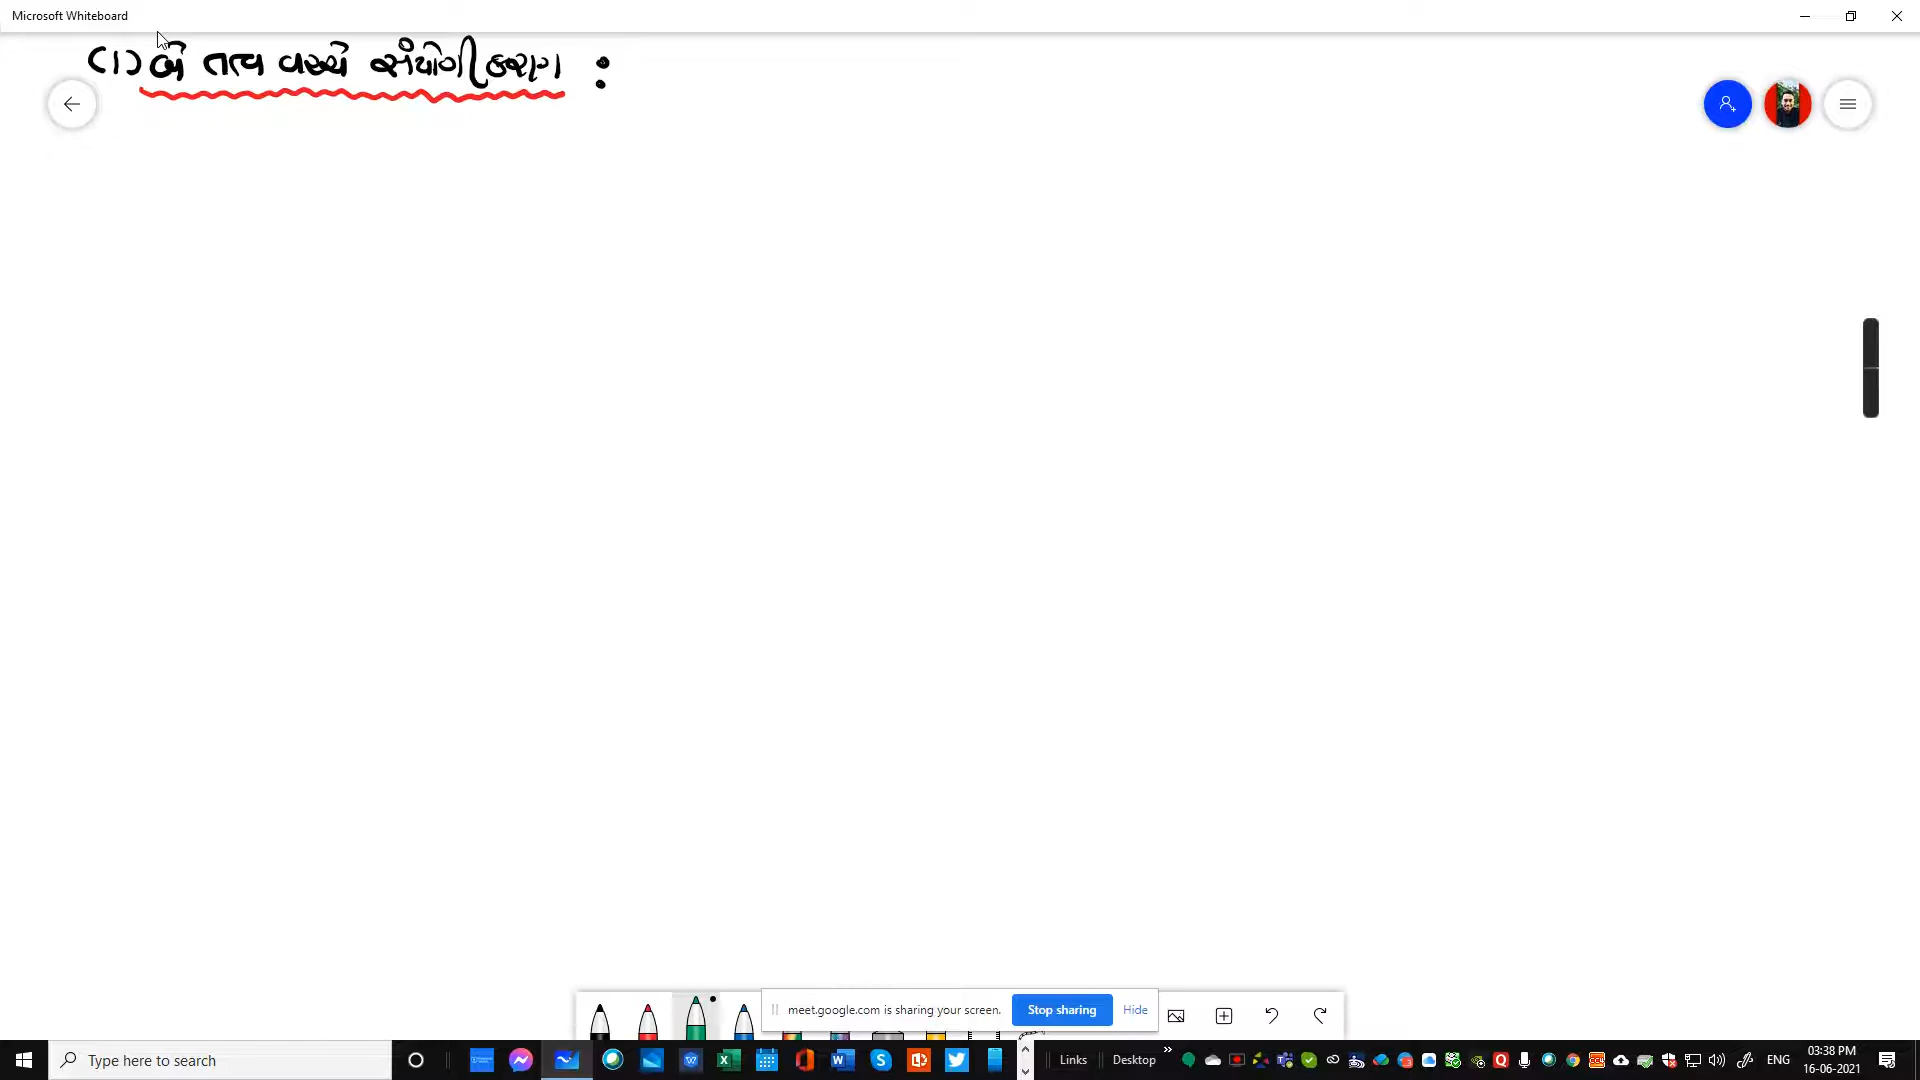 Microsoft Whiteboard
(1) બે તત્વ વચ્ચે સંયોગીકરણ :
meet.google.com is sharing your screen. Stop sharing Hide
Type here to search
Links Desktop ENG 03:38 PM
16-06-2021